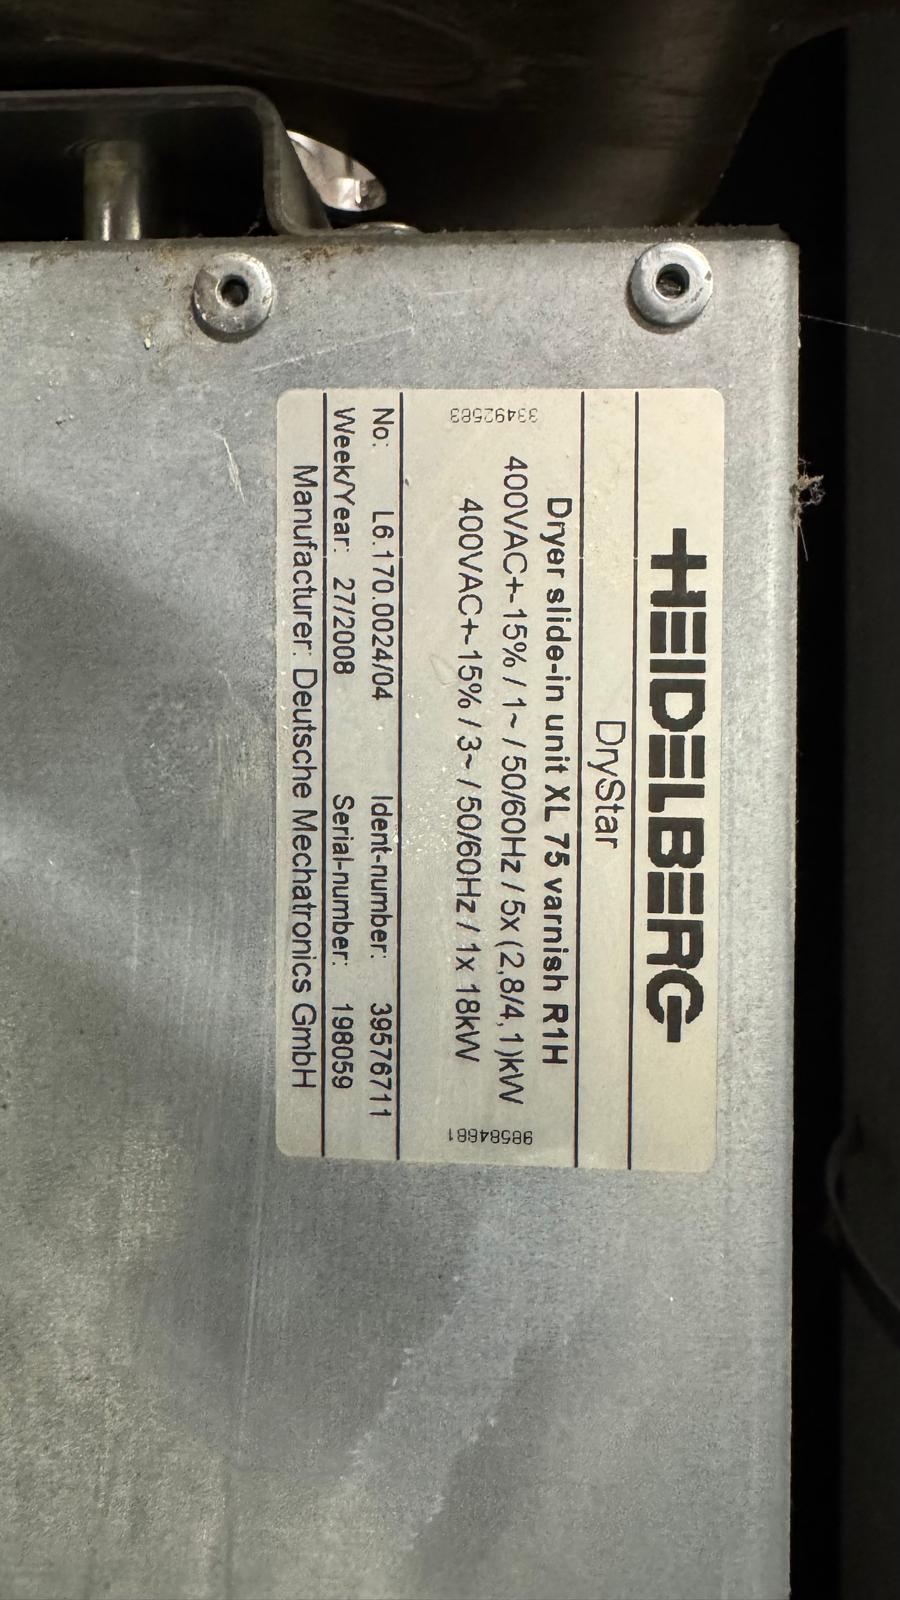 HEIDELBERG
DryStar
Dryer slide-in unit XL 75 varnish R1H
400VAC+-15% / 1~ / 50/60Hz / 5x (2,8/4,1)kW
400VAC+-15% / 3~ / 50/60Hz / 1x 18kW
33492583
98584881
No: L6.170.0024/04 Ident-number: 39576711
Week/Year: 27/2008 Serial-number: 198059
Manufacturer: Deutsche Mechatronics GmbH